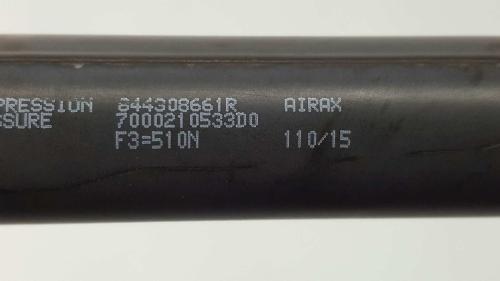 PRESSION 844308661R AIRAX
SSURE 7000210533D0
F3=510N 110/15